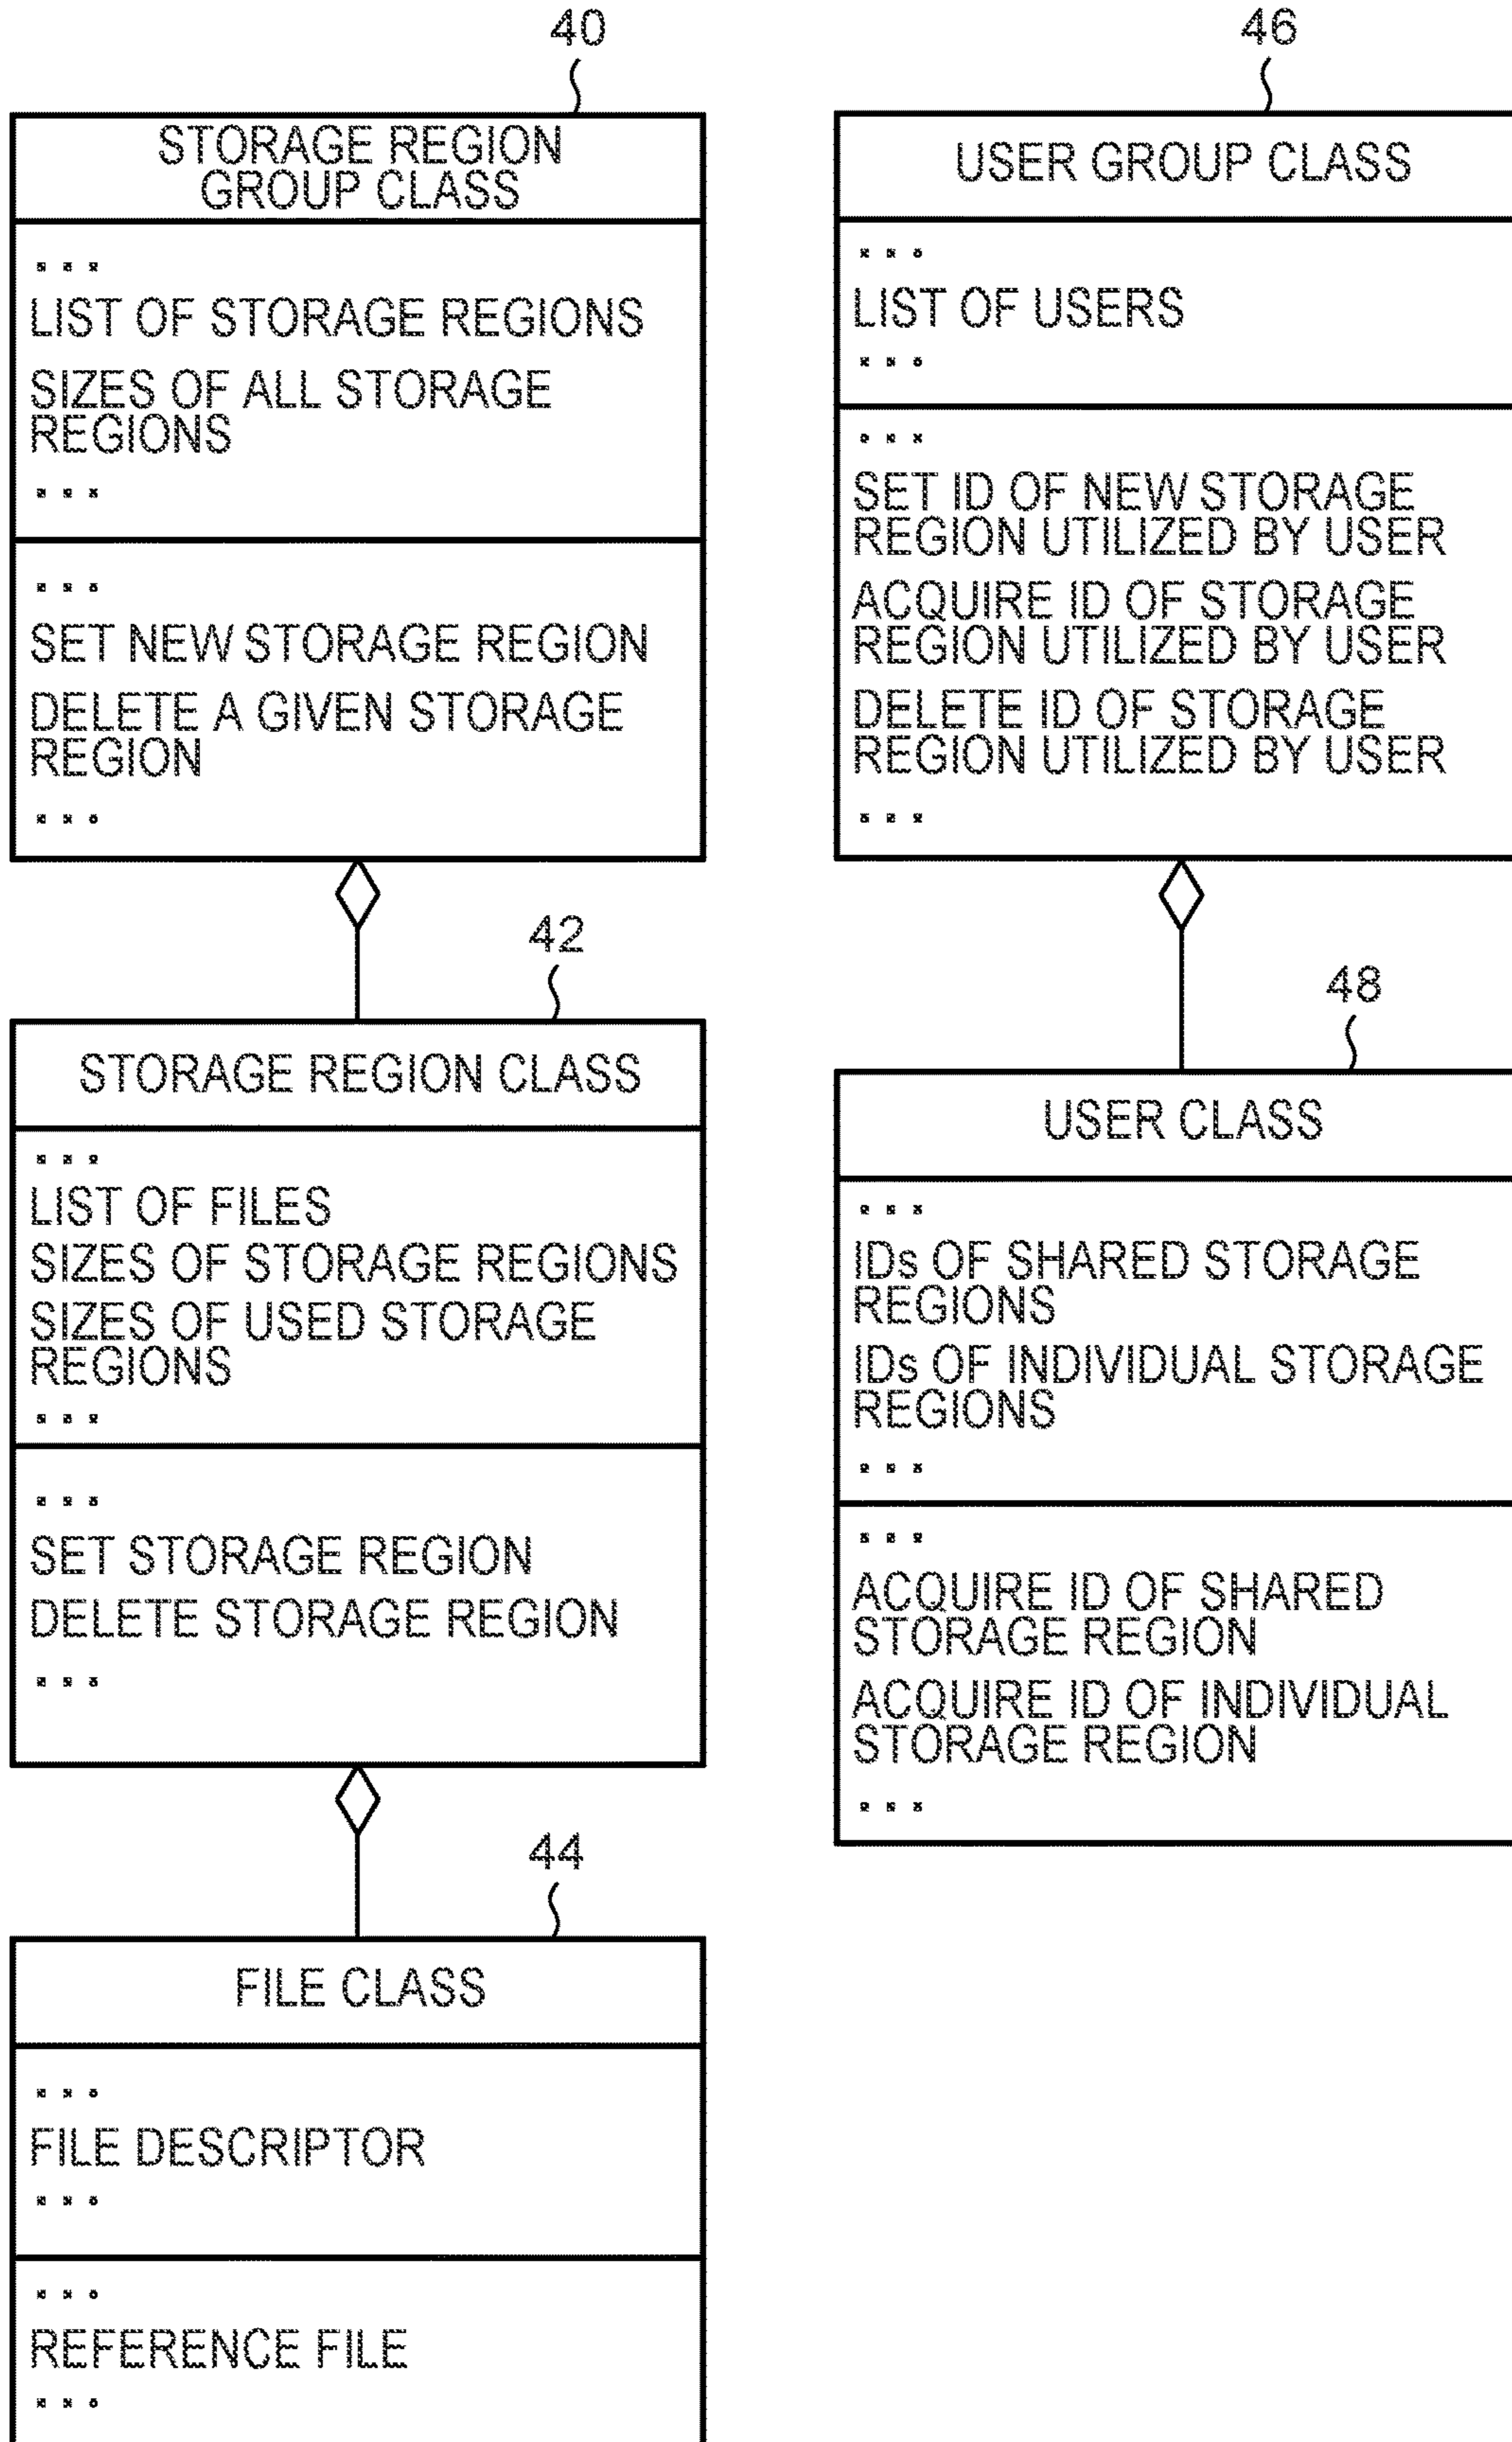 40
STORAGE REGION
GROUP CLASS
...
LIST OF STORAGE REGIONS
SIZES OF ALL STORAGE
REGIONS
...
...
SET NEW STORAGE REGION
DELETE A GIVEN STORAGE
REGION
...
42
STORAGE REGION CLASS
...
LIST OF FILES
SIZES OF STORAGE REGIONS
SIZES OF USED STORAGE
REGIONS
...
...
SET STORAGE REGION
DELETE STORAGE REGION
...
44
FILE CLASS
...
FILE DESCRIPTOR
...
...
REFERENCE FILE
...
46
USER GROUP CLASS
...
LIST OF USERS
...
...
SET ID OF NEW STORAGE
REGION UTILIZED BY USER
ACQUIRE ID OF STORAGE
REGION UTILIZED BY USER
DELETE ID OF STORAGE
REGION UTILIZED BY USER
...
48
USER CLASS
...
IDs OF SHARED STORAGE
REGIONS
IDs OF INDIVIDUAL STORAGE
REGIONS
...
...
ACQUIRE ID OF SHARED
STORAGE REGION
ACQUIRE ID OF INDIVIDUAL
STORAGE REGION
...